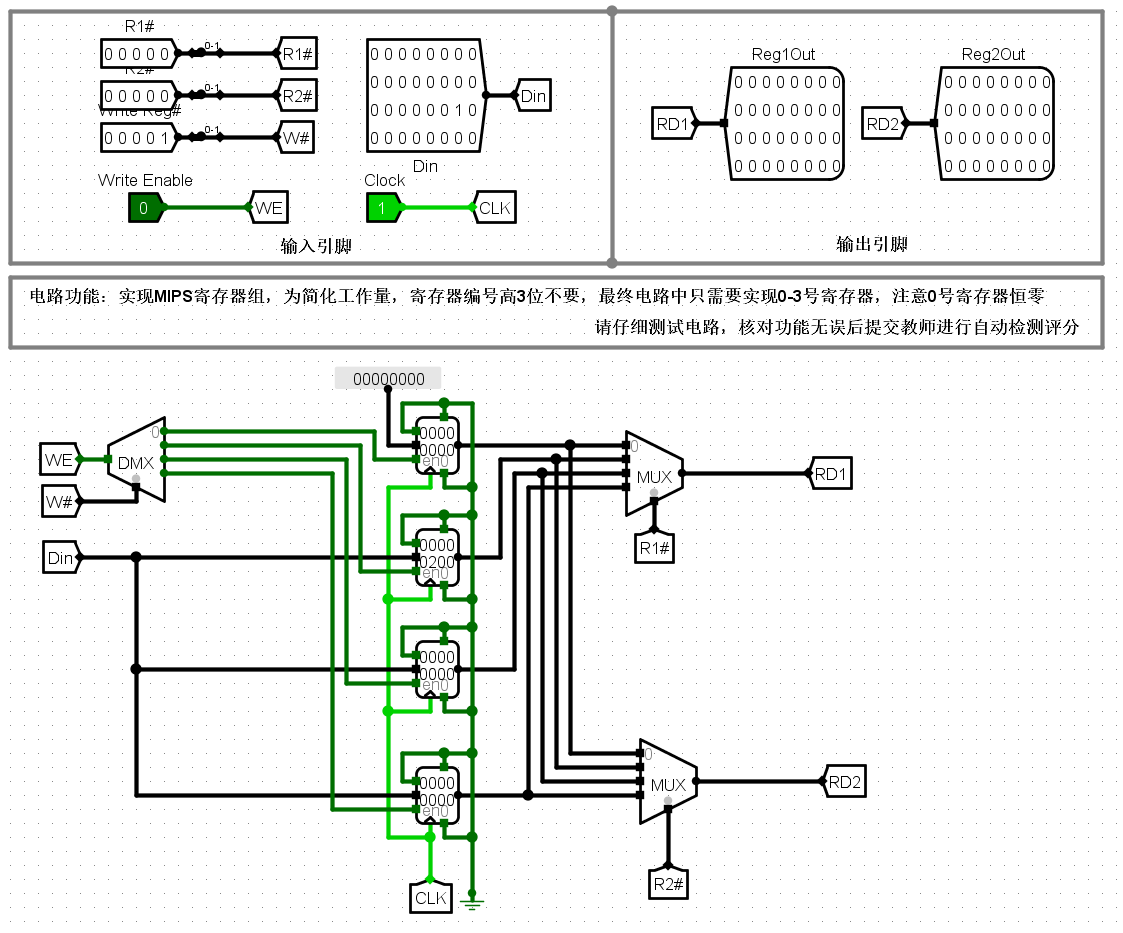 R1#
0 0 0 0 0
0-1
R1#
R2#
0 0 0 0 0
0-1
R2#
Write Reg#
0 0 0 0 1
0-1
W#
Write Enable
0
WE
0 0 0 0 0 0 0 0
0 0 0 0 0 0 0 0
0 0 0 0 0 0 1 0
0 0 0 0 0 0 0 0
Din
Din
Clock
1
CLK
输入引脚
Reg1Out
RD1
0 0 0 0 0 0 0 0
0 0 0 0 0 0 0 0
0 0 0 0 0 0 0 0
0 0 0 0 0 0 0 0
Reg2Out
RD2
0 0 0 0 0 0 0 0
0 0 0 0 0 0 0 0
0 0 0 0 0 0 0 0
0 0 0 0 0 0 0 0
输出引脚
电路功能：实现MIPS寄存器组，为简化工作量，寄存器编号高3位不要，最终电路中只需要实现0-3号寄存器，注意0号寄存器恒零
请仔细测试电路，核对功能无误后提交教师进行自动检测评分
00000000
WE
0
DMX
W#
Din
0000
0000
en0
0000
0200
en0
0000
0000
en0
0000
0000
en0
CLK
0
MUX
RD1
R1#
0
MUX
RD2
R2#